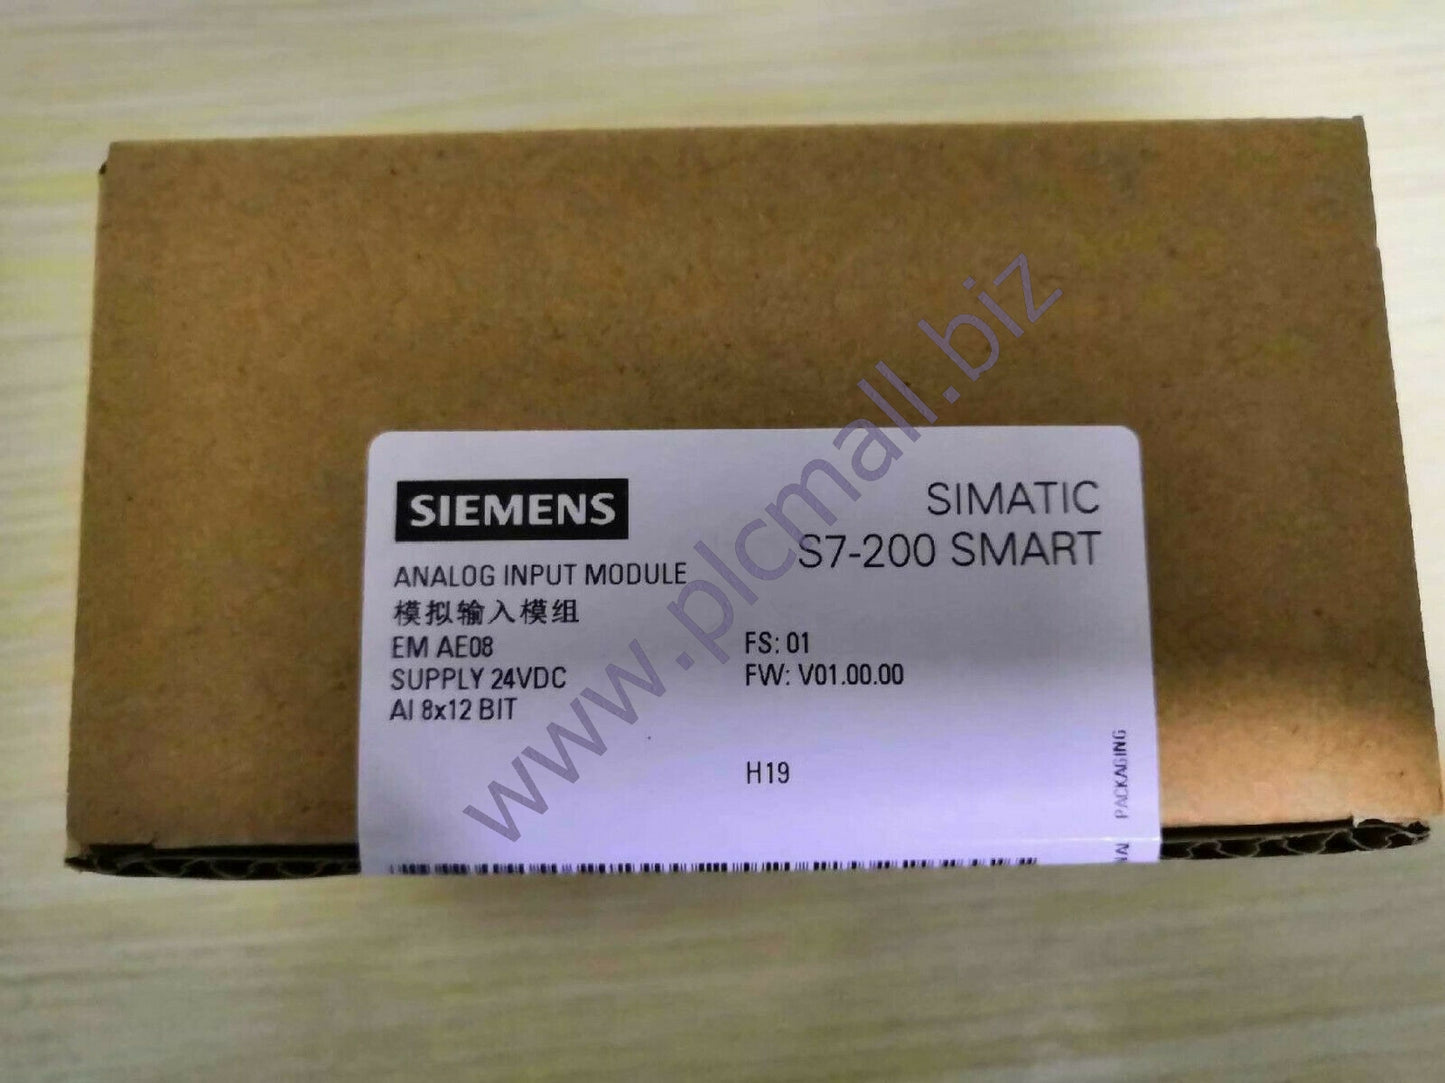 SIEMENS
SIMATIC
S7-200 SMART
ANALOG INPUT MODULE
模拟输入模组
EM AE08
FS: 01
SUPPLY 24VDC
FW: V01.00.00
AI 8x12 BIT
H19
PACKAGING
www.plcmall.biz